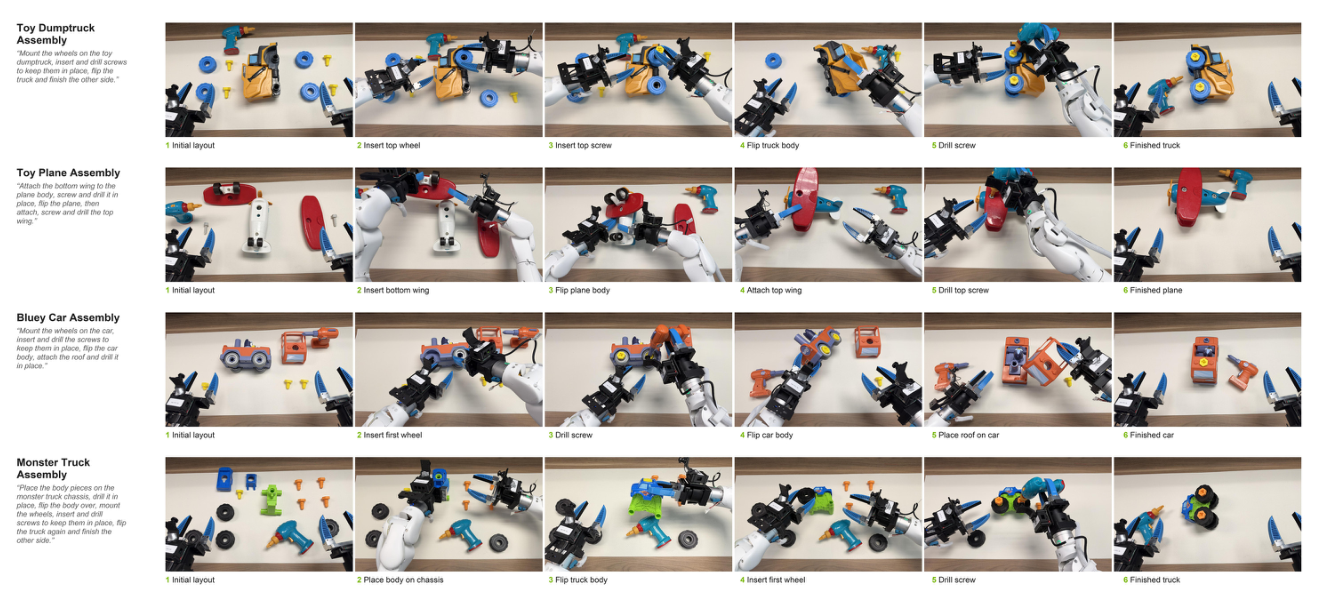 Toy Dumptruck
Assembly
"Mount the wheels on the toy
dumptruck, insert and drill screws
to keep them in place, flip the
truck and finish the other side."
1 Initial layout
2 Insert top wheel
3 Insert top screw
4 Flip truck body
5 Drill screw
6 Finished truck
Toy Plane Assembly
"Attach the bottom wing to the
plane body, screw and drill it in
place, flip the plane, then
attach, screw and drill the top
wing."
1 Initial layout
2 Insert bottom wing
3 Flip plane body
4 Attach top wing
5 Drill top screw
6 Finished plane
Bluey Car Assembly
"Mount the wheels on the car,
insert and drill the screws to
keep them in place, flip the car
body, attach the roof and drill it
in place."
1 Initial layout
2 Insert first wheel
3 Drill screw
4 Flip car body
5 Place roof on car
6 Finished car
Monster Truck
Assembly
"Place the body pieces on the
monster truck chassis, drill it in
place, flip the body over, mount
the wheels, insert and drill
screws to keep them in place, flip
the truck again and finish the
other side."
1 Initial layout
2 Place body on chassis
3 Flip truck body
4 Insert first wheel
5 Drill screw
6 Finished truck